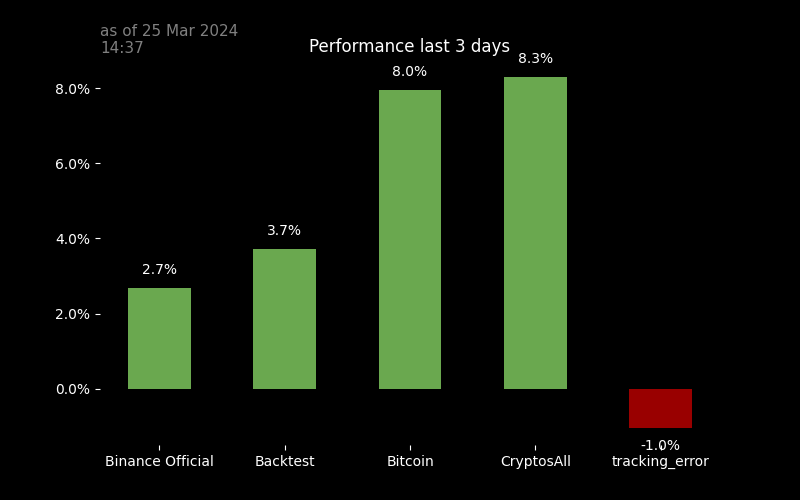 as of 25 Mar 2024
14:37
Performance last 3 days
8.3%
8.0%
8.0%
6.0%
3.7%
4.0%
2.7%
2.0%
0.0%
-1.0%
Binance Official
Backtest
Bitcoin
CryptosAll
tracking_error